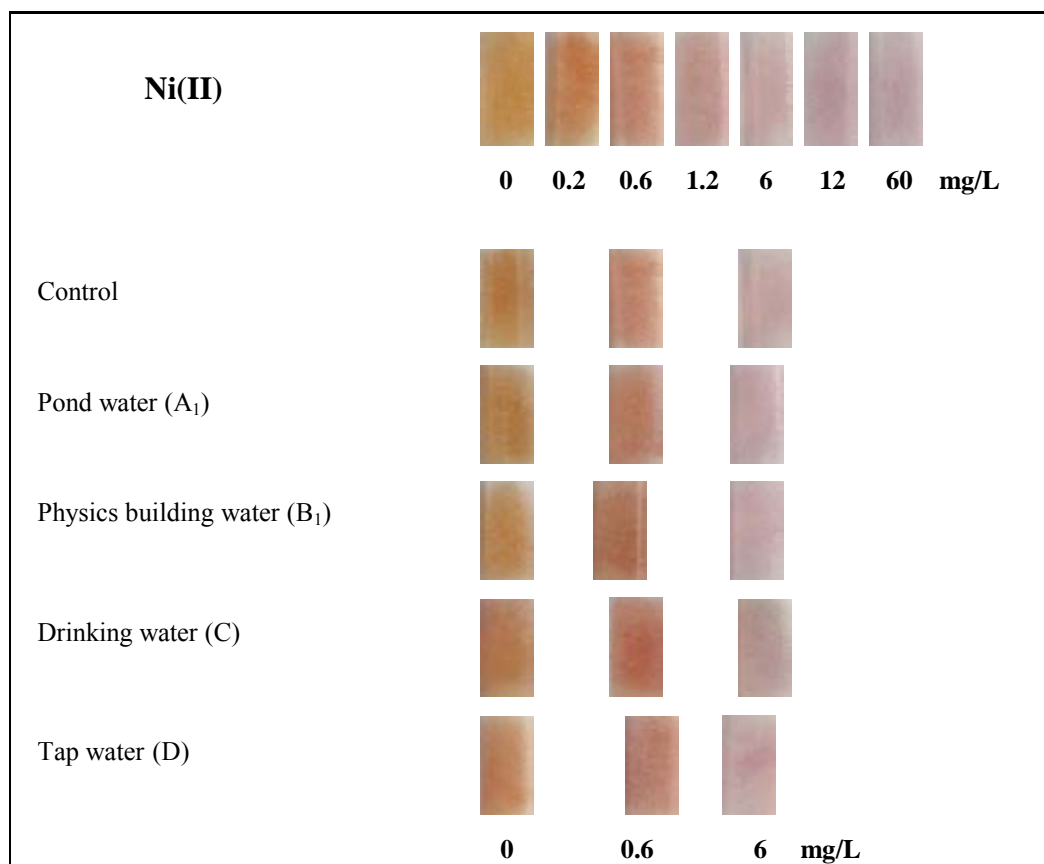 Ni(II)
0 0.2 0.6 1.2 6 12 60 mg/L
Control
Pond water (A₁)
Physics building water (B₁)
Drinking water (C)
Tap water (D)
0 0.6 6 mg/L